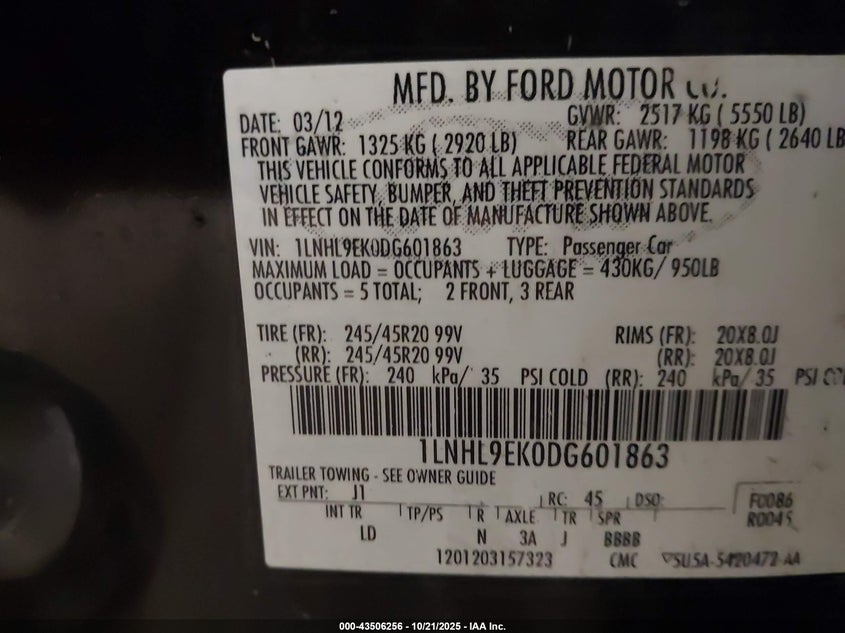 MFD. BY FORD MOTOR CO.
DATE: 03/12 GVWR: 2517 KG ( 5550 LB)
FRONT GAWR: 1325 KG ( 2920 LB) REAR GAWR: 1198 KG ( 2640 LB
THIS VEHICLE CONFORMS TO ALL APPLICABLE FEDERAL MOTOR
VEHICLE SAFETY, BUMPER, AND THEFT PREVENTION STANDARDS
IN EFFECT ON THE DATE OF MANUFACTURE SHOWN ABOVE.
VIN: 1LNHL9EK0DG601863 TYPE: Passenger Car
MAXIMUM LOAD = OCCUPANTS + LUGGAGE = 430KG/ 950LB
OCCUPANTS = 5 TOTAL; 2 FRONT, 3 REAR
TIRE (FR): 245/45R20 99V RIMS (FR): 20X8.0J
(RR): 245/45R20 99V (RR): 20X8.0J
PRESSURE (FR): 240 kPa/ 35 PSI COLD (RR): 240 kPa/ 35 PSI
1LNHL9EK0DG601863
TRAILER TOWING - SEE OWNER GUIDE
EXT PNT: J1 RC: 45 DSO: F0086
INT TR TP/PS R AXLE TR SPR R0045
LD N 3A J BBBB
1201203157323 CMC
000-43506256 - 10/21/2025 - IAA Inc.